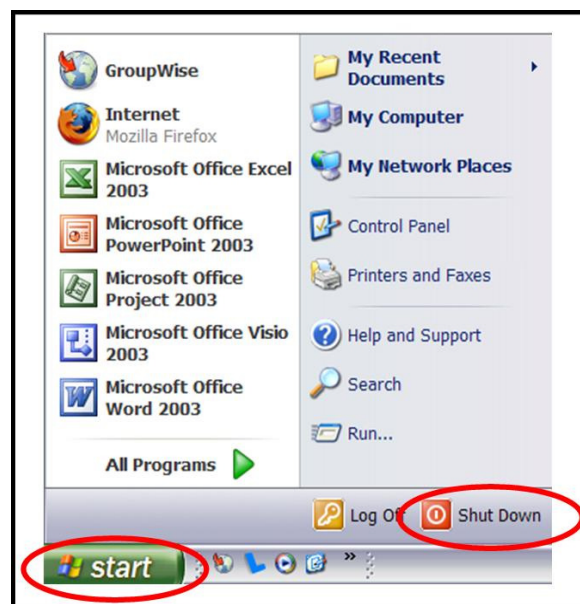 GroupWise
Internet
Mozilla Firefox
Microsoft Office Excel
2003
Microsoft Office
PowerPoint 2003
Microsoft Office
Project 2003
Microsoft Office Visio
2003
Microsoft Office
Word 2003
All Programs
My Recent
Documents
My Computer
My Network Places
Control Panel
Printers and Faxes
Help and Support
Search
Run...
Log Off
Shut Down
start